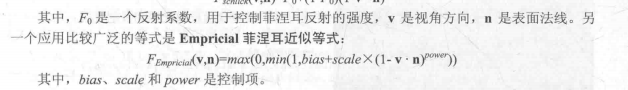 其中，F₀是一个反射系数，用于控制菲涅耳反射的强度，v 是视角方向，n 是表面法线。另
一个应用比较广泛的等式是 Empricial 菲涅耳近似等式：
F_Empricial(v,n)=max(0,min(1,bias+scale×(1- v · n)^power))
其中，bias、scale 和 power 是控制项。